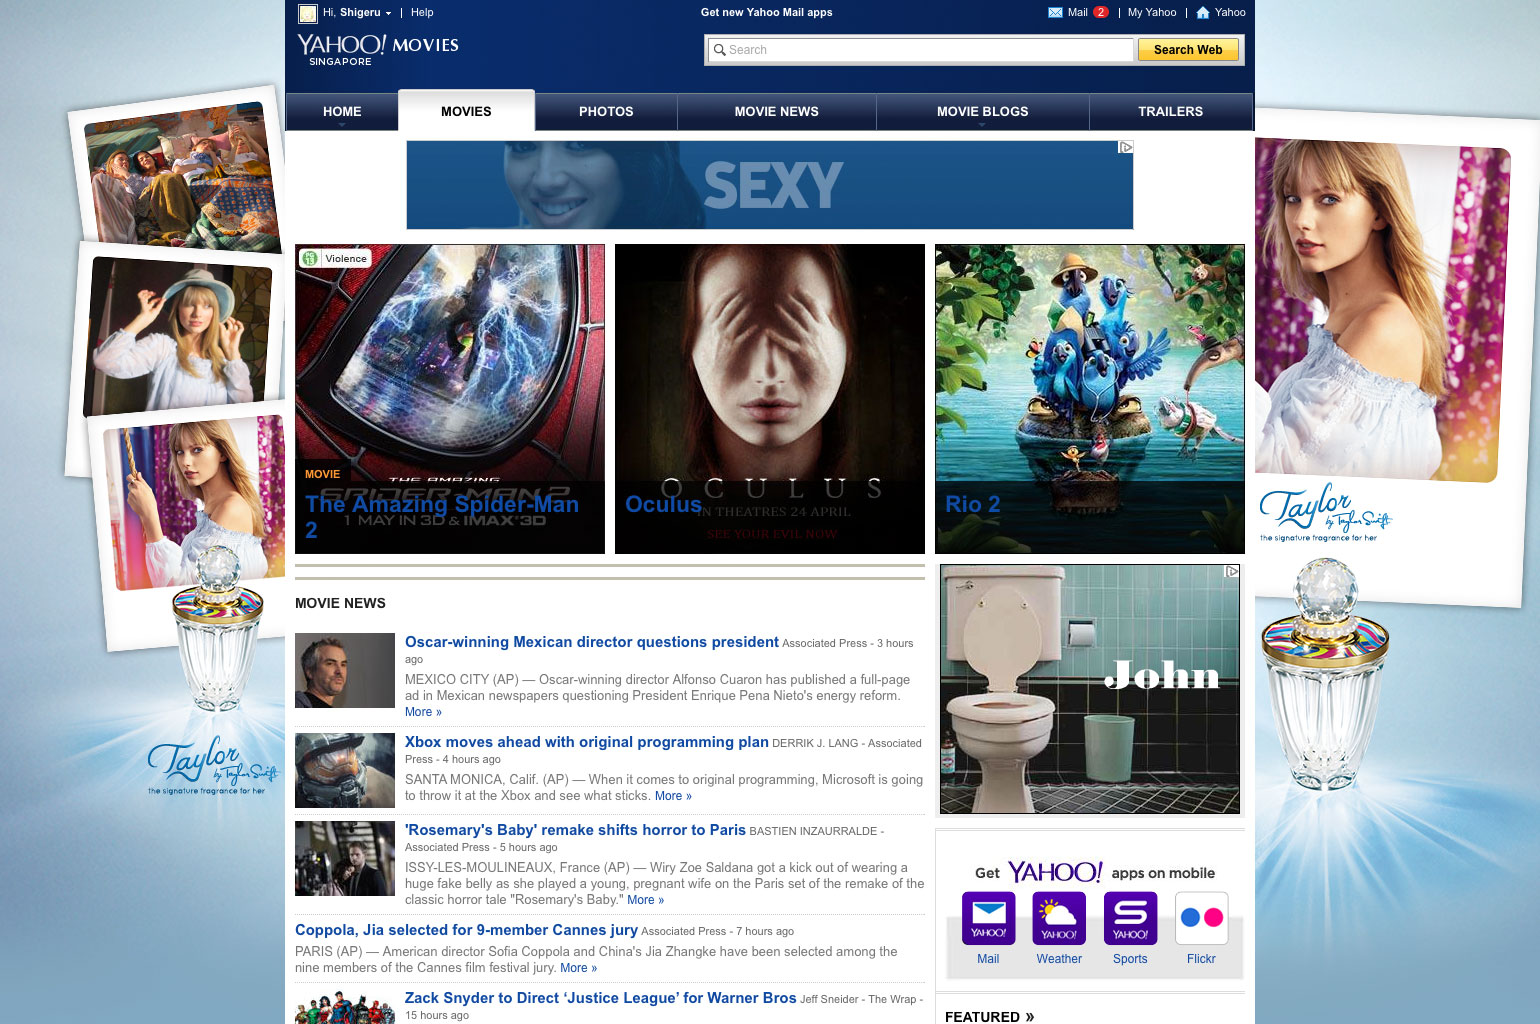 Hi, Shigeru
Help
Get new Yahoo Mail apps
Mail 2
My Yahoo
Yahoo
YAHOO! MOVIES
SINGAPORE
Search
Search Web
HOME
MOVIES
PHOTOS
MOVIE NEWS
MOVIE BLOGS
TRAILERS
SEXY
Violence
MOVIE
THE AMAZING
SPIDER-MAN 2
The Amazing Spider-Man
2
1 MAY IN 3D & IMAX 3D
OCULUS
Oculus
IN THEATRES 24 APRIL
SEE YOUR EVIL NOW
Rio 2
Taylor
by Taylor Swift
the signature fragrance for her
MOVIE NEWS
Oscar-winning Mexican director questions president Associated Press - 3 hours
ago
MEXICO CITY (AP) — Oscar-winning director Alfonso Cuaron has published a full-page
ad in Mexican newspapers questioning President Enrique Pena Nieto's energy reform.
More »
Xbox moves ahead with original programming plan DERRIK J. LANG - Associated
Press - 4 hours ago
SANTA MONICA, Calif. (AP) — When it comes to original programming, Microsoft is going
to throw it at the Xbox and see what sticks. More »
'Rosemary's Baby' remake shifts horror to Paris BASTIEN INZAURRALDE -
Associated Press - 5 hours ago
ISSY-LES-MOULINEAUX, France (AP) — Wiry Zoe Saldana got a kick out of wearing a
huge fake belly as she played a young, pregnant wife on the Paris set of the remake of the
classic horror tale "Rosemary's Baby." More »
Coppola, Jia selected for 9-member Cannes jury Associated Press - 7 hours ago
PARIS (AP) — American director Sofia Coppola and China's Jia Zhangke have been selected among the
nine members of the Cannes film festival jury. More »
Zack Snyder to Direct ‘Justice League’ for Warner Bros Jeff Sneider - The Wrap -
15 hours ago
John
Get YAHOO! apps on mobile
YAHOO!
YAHOO!
YAHOO!
Mail
Weather
Sports
Flickr
FEATURED »
Taylor
by Taylor Swift
the signature fragrance for her